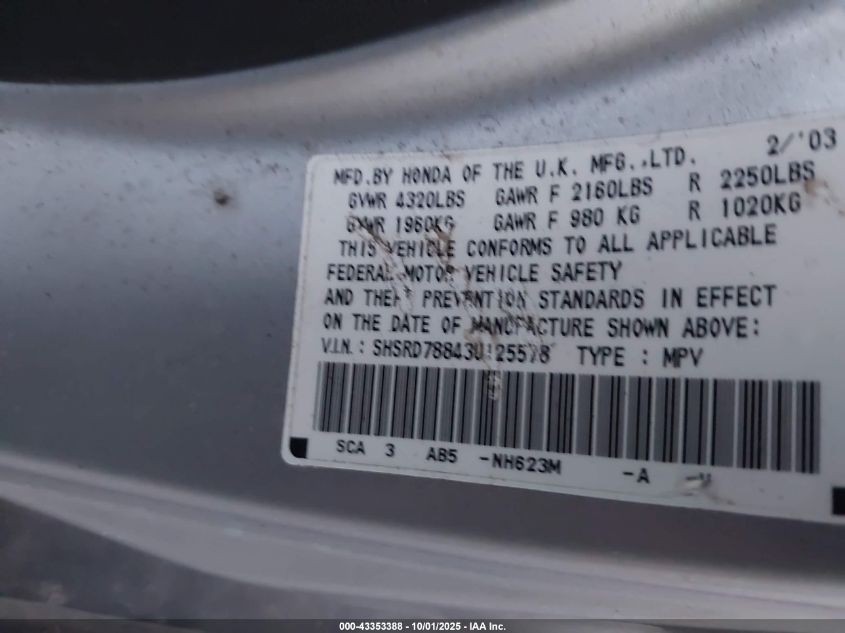 2/'03
MFD.BY HONDA OF THE U.K. MFG.,LTD.
GVWR 4320LBS GAWR F 2160LBS R 2250LBS
GVWR 1960KG GAWR F 980 KG R 1020KG
THIS VEHICLE CONFORMS TO ALL APPLICABLE
FEDERAL MOTOR VEHICLE SAFETY
AND THEFT PREVENTION STANDARDS IN EFFECT
ON THE DATE OF MANUFACTURE SHOWN ABOVE:
V.I.N. : SHSRD78843U125578 TYPE : MPV
SCA 3 AB5 -NH623M -A
000-43353388 - 10/01/2025 - IAA Inc.